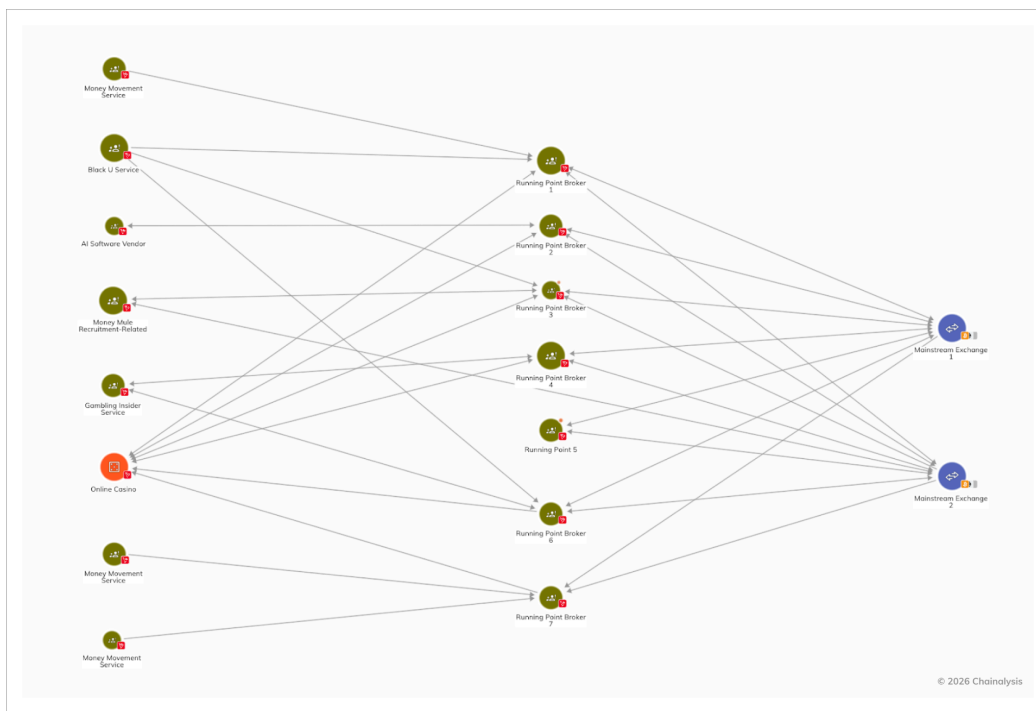 Money Movement
Service
Black U Service
AI Software Vendor
Money Mule
Recruitment-Related
Gambling Insider
Service
Online Casino
Money Movement
Service
Money Movement
Service
Running Point Broker
1
Running Point Broker
2
Running Point Broker
3
Running Point Broker
4
Running Point 5
Running Point Broker
6
Running Point Broker
7
Mainstream Exchange
1
Mainstream Exchange
2
© 2026 Chainalysis